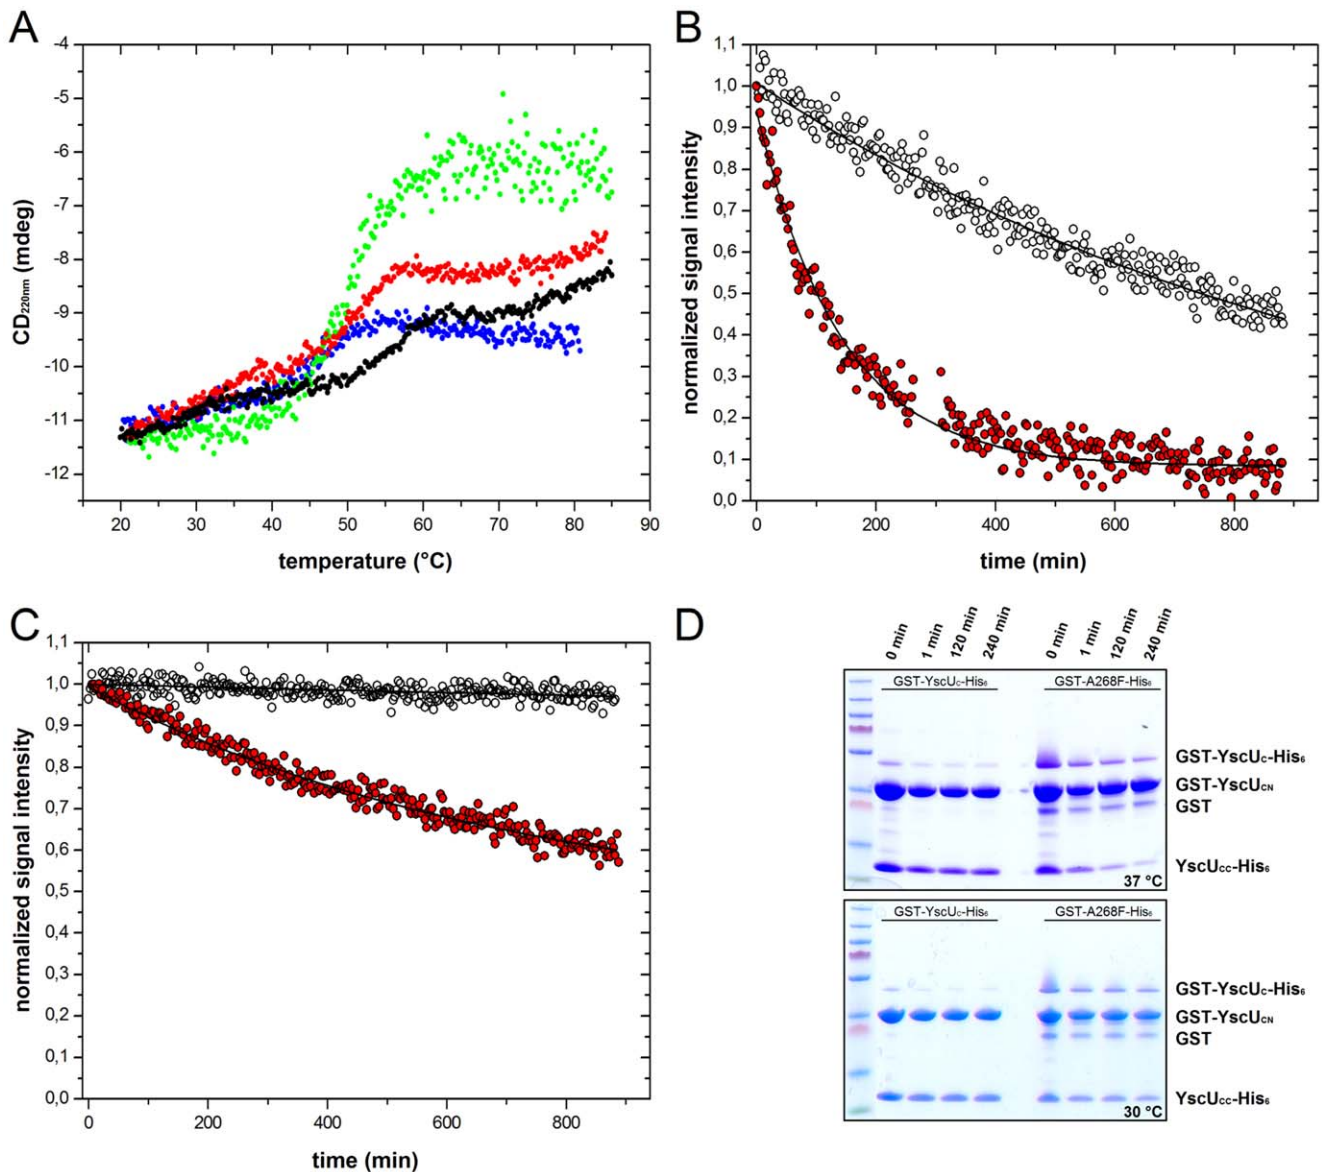 A
-4
-5
-6
-7
-8
-9
-10
-11
-12
CD220nm (mdeg)
20 30 40 50 60 70 80 90
temperature (°C)
B
1,1
1,0
0,9
0,8
0,7
0,6
0,5
0,4
0,3
0,2
0,1
0,0
normalized signal intensity
0 200 400 600 800
time (min)
C
1,1
1,0
0,9
0,8
0,7
0,6
0,5
0,4
0,3
0,2
0,1
0,0
normalized signal intensity
0 200 400 600 800
time (min)
D
0 min 1 min 120 min 240 min 0 min 1 min 120 min 240 min
GST-YscUC-His6 GST-A268F-His6
GST-YscUC-His6
GST-YscUCN
GST
YscUCC-His6
37 °C
GST-YscUC-His6 GST-A268F-His6
GST-YscUC-His6
GST-YscUCN
GST
YscUCC-His6
30 °C